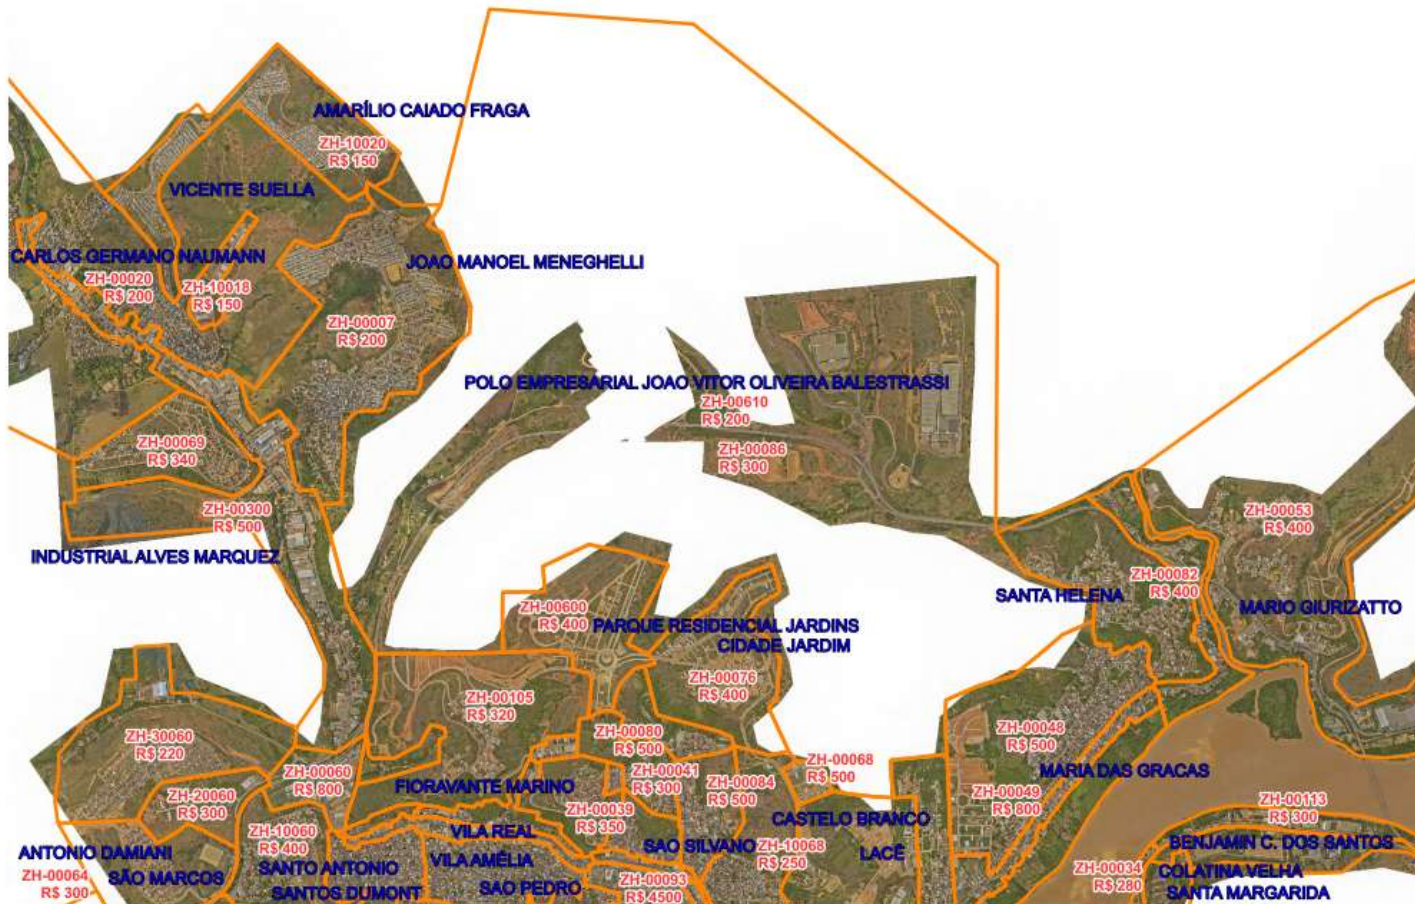 AMARÍLIO CAIADO FRAGA
ZH-10020
R$ 150
VICENTE SUELLA
CARLOS GERMANO NAUMANN
JOAO MANOEL MENEGHELLI
ZH-00020
R$ 200
ZH-10018
R$ 150
ZH-00007
R$ 200
POLO EMPRESARIAL JOAO VITOR OLIVEIRA BALESTRASSI
ZH-00610
R$ 200
ZH-00069
R$ 340
ZH-00086
R$ 300
ZH-00300
R$ 500
ZH-00053
R$ 400
INDUSTRIAL ALVES MARQUEZ
ZH-00082
R$ 400
SANTA HELENA
MARIO GIURIZATTO
ZH-00600
R$ 400
PARQUE RESIDENCIAL JARDINS
CIDADE JARDIM
ZH-00076
R$ 400
ZH-00105
R$ 320
ZH-30060
R$ 220
ZH-00080
R$ 500
ZH-00048
R$ 500
ZH-00060
R$ 800
ZH-00041
R$ 300
ZH-00084
R$ 500
ZH-00068
R$ 500
MARIA DAS GRACAS
FIORAVANTE MARINO
ZH-20060
R$ 300
ZH-00039
R$ 350
ZH-00049
R$ 800
ZH-00113
R$ 300
CASTELO BRANCO
ZH-10060
R$ 400
VILA REAL
SAO SILVANO
ZH-10068
R$ 250
LACÊ
BENJAMIN C. DOS SANTOS
ANTONIO DAMIANI
VILA AMÉLIA
ZH-00064
R$ 300
SÃO MARCOS
SANTO ANTONIO
SANTOS DUMONT
SAO PEDRO
ZH-00093
R$ 4500
ZH-00034
R$ 280
COLATINA VELHA
SANTA MARGARIDA